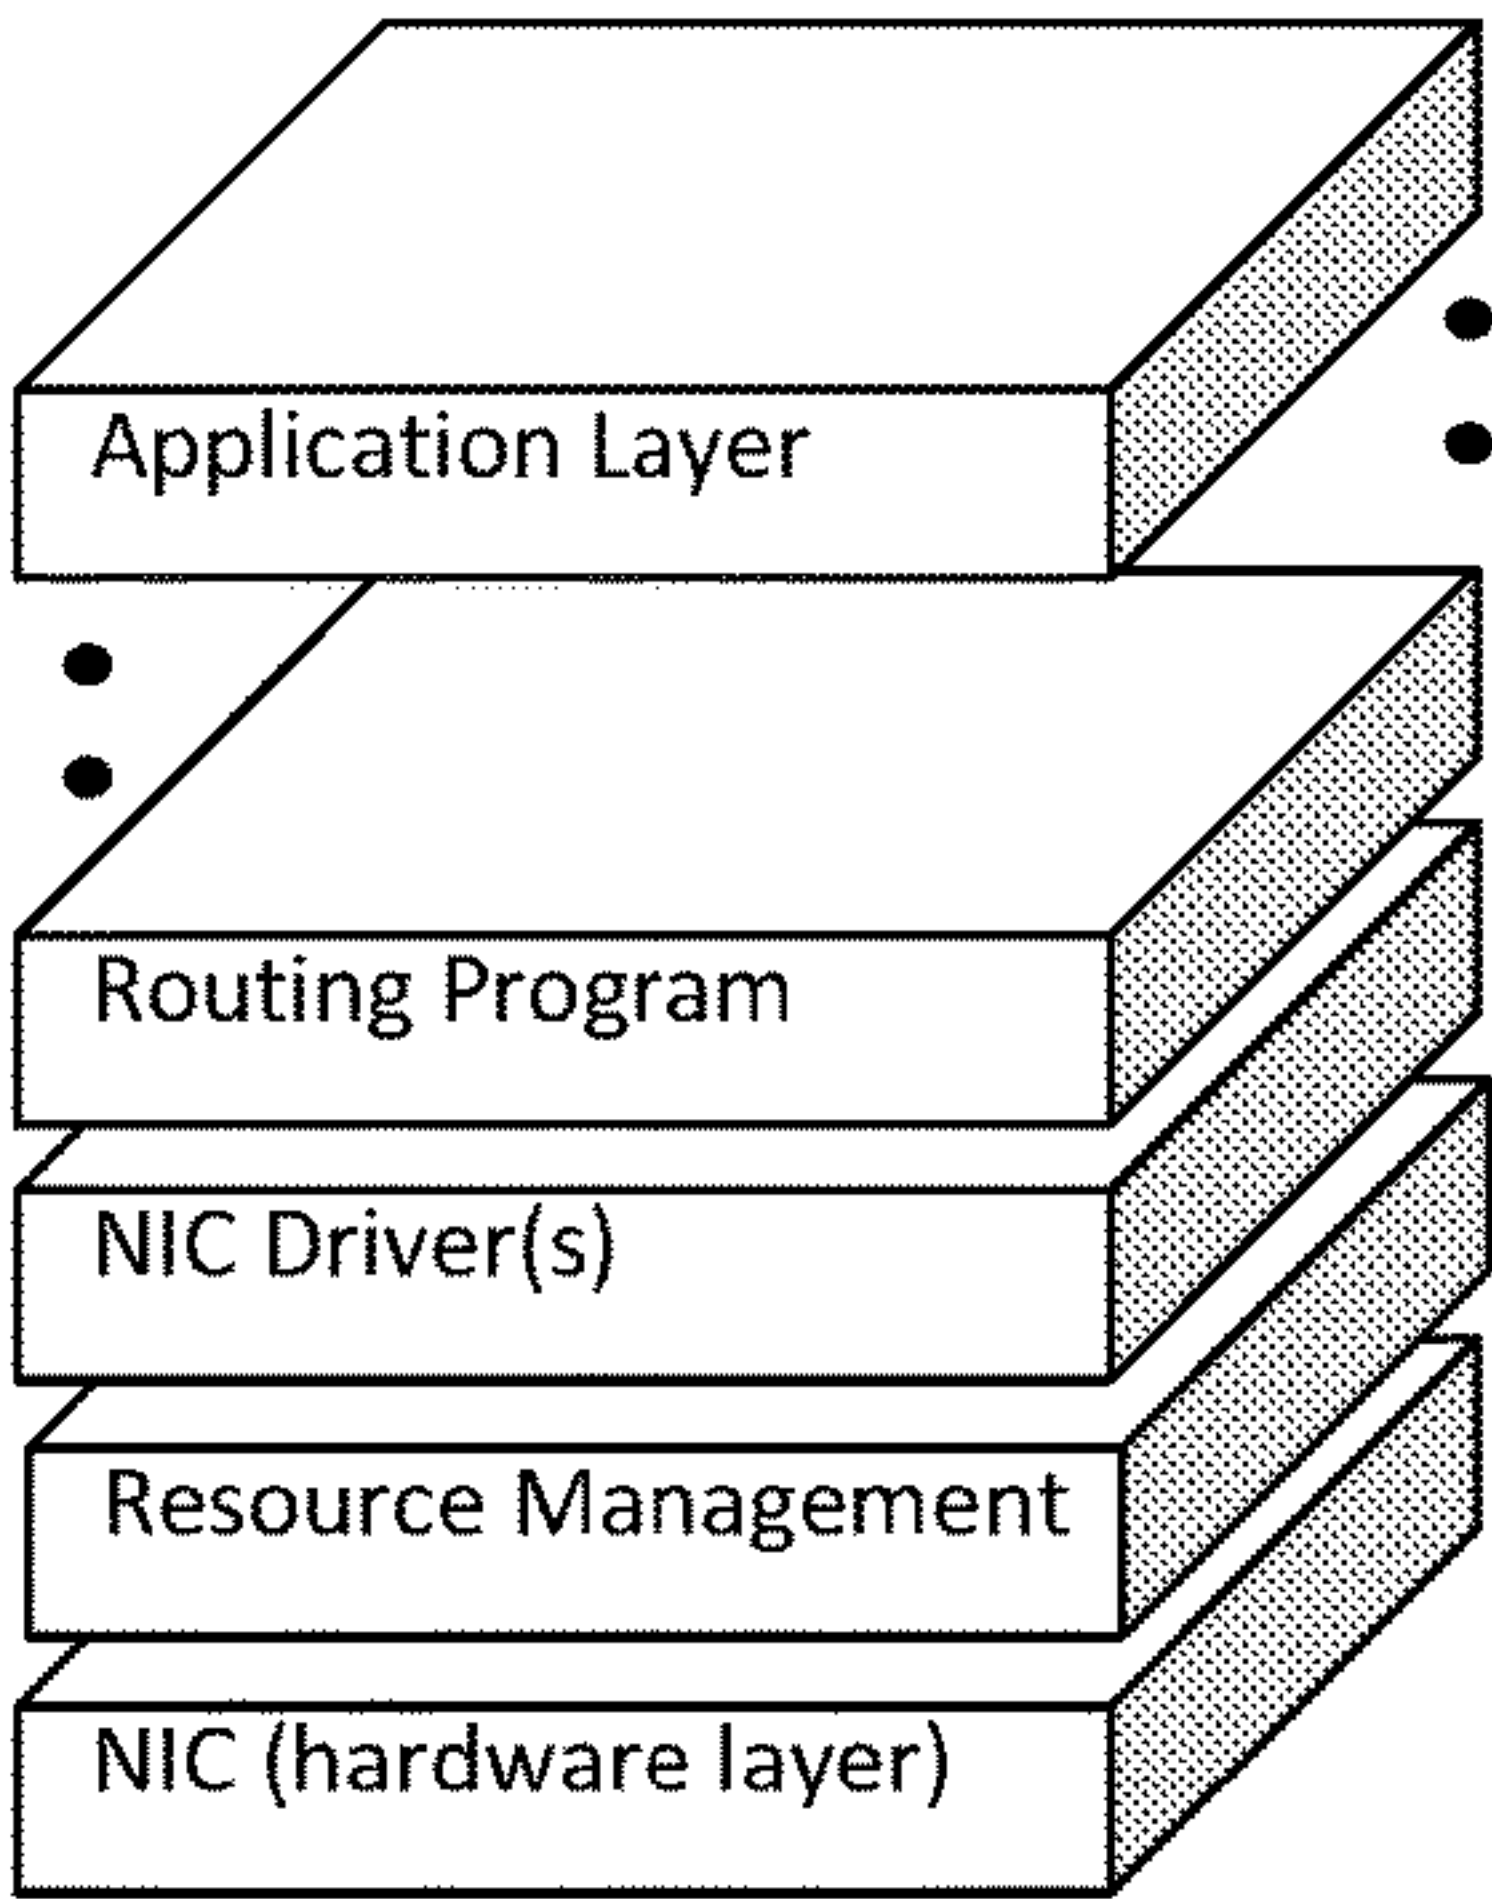 Application Layer
Routing Program
NIC Driver(s)
Resource Management
NIC (hardware layer)